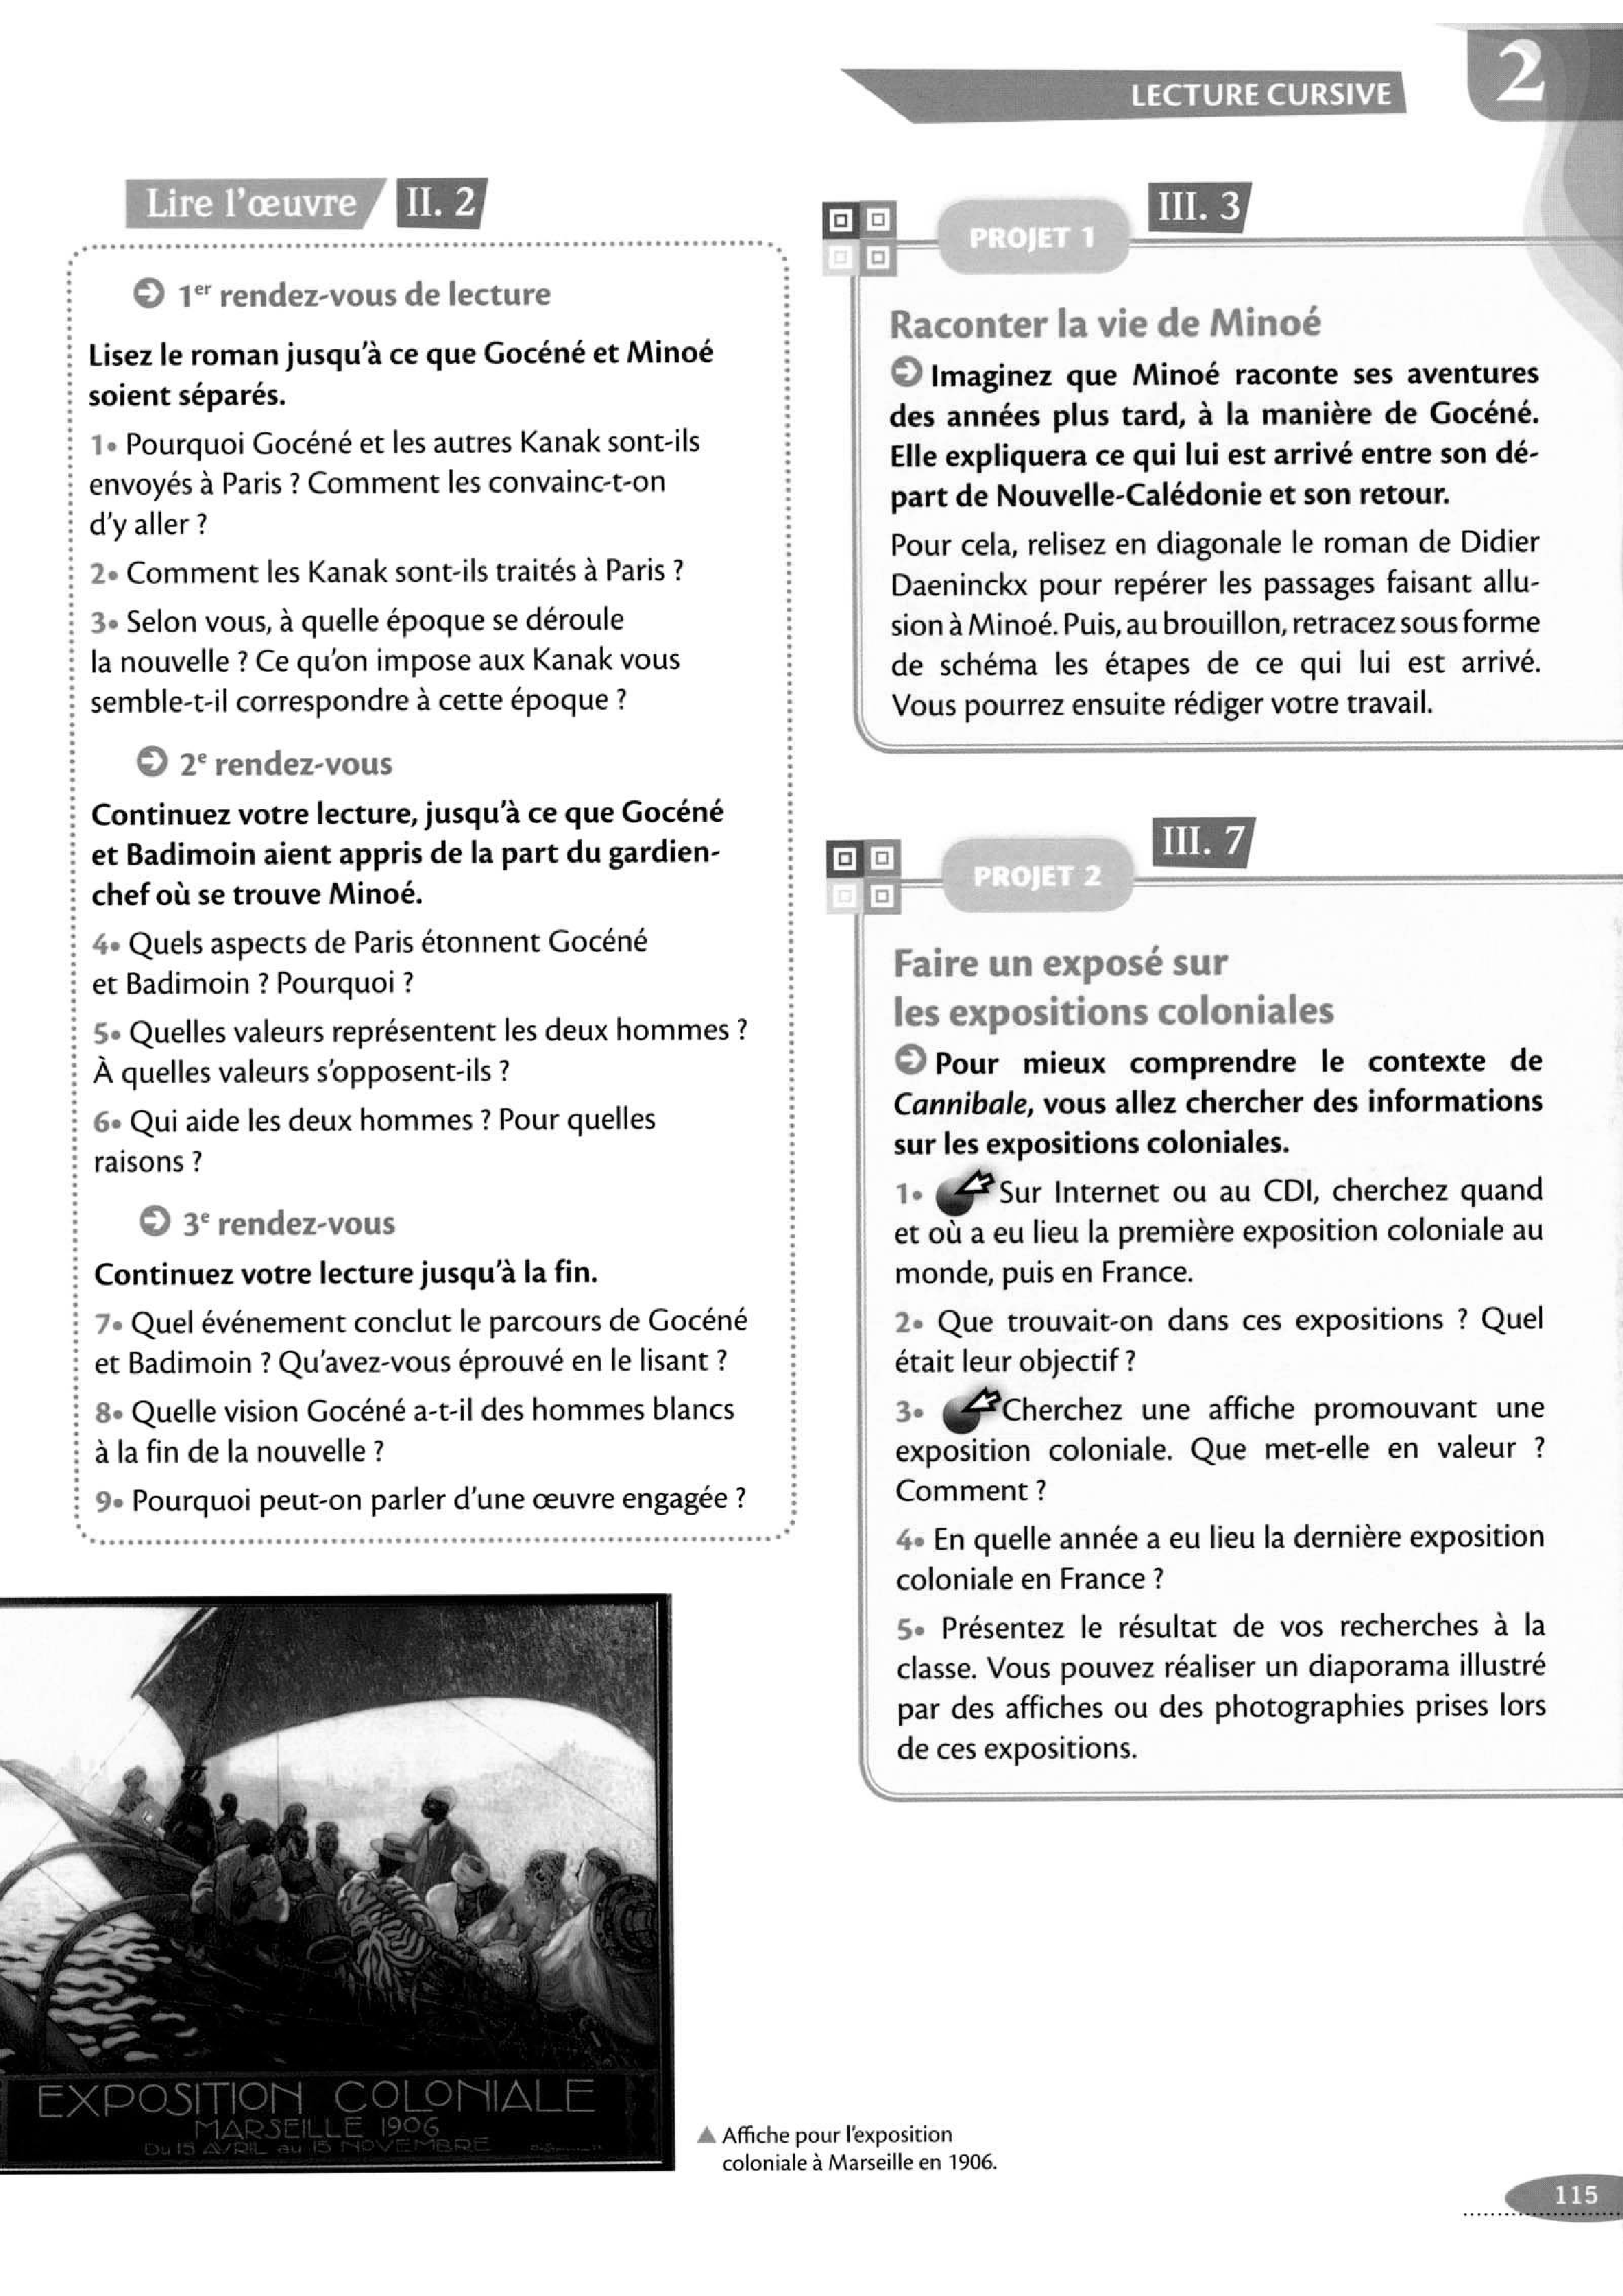 LECTURE CURSIVE
2
Lire l'œuvre
II. 2
1er rendez-vous de lecture
Lisez le roman jusqu'à ce que Gocéné et Minoé
soient séparés.
1• Pourquoi Gocéné et les autres Kanak sont-ils
envoyés à Paris ? Comment les convainc-t-on
d'y aller ?
2• Comment les Kanak sont-ils traités à Paris ?
3• Selon vous, à quelle époque se déroule
la nouvelle ? Ce qu'on impose aux Kanak vous
semble-t-il correspondre à cette époque ?
2e rendez-vous
Continuez votre lecture, jusqu'à ce que Gocéné
et Badimoin aient appris de la part du gardien-
chef où se trouve Minoé.
4• Quels aspects de Paris étonnent Gocéné
et Badimoin ? Pourquoi ?
5• Quelles valeurs représentent les deux hommes ?
À quelles valeurs s'opposent-ils ?
6• Qui aide les deux hommes ? Pour quelles
raisons ?
3e rendez-vous
Continuez votre lecture jusqu'à la fin.
7• Quel événement conclut le parcours de Gocéné
et Badimoin ? Qu'avez-vous éprouvé en le lisant ?
8• Quelle vision Gocéné a-t-il des hommes blancs
à la fin de la nouvelle ?
9• Pourquoi peut-on parler d'une œuvre engagée ?
PROJET 1
III. 3
Raconter la vie de Minoé
Imaginez que Minoé raconte ses aventures
des années plus tard, à la manière de Gocéné.
Elle expliquera ce qui lui est arrivé entre son dé-
part de Nouvelle-Calédonie et son retour.
Pour cela, relisez en diagonale le roman de Didier
Daeninckx pour repérer les passages faisant allu-
sion à Minoé. Puis, au brouillon, retracez sous forme
de schéma les étapes de ce qui lui est arrivé.
Vous pourrez ensuite rédiger votre travail.
PROJET 2
III. 7
Faire un exposé sur
les expositions coloniales
Pour mieux comprendre le contexte de
Cannibale, vous allez chercher des informations
sur les expositions coloniales.
1• Sur Internet ou au CDI, cherchez quand
et où a eu lieu la première exposition coloniale au
monde, puis en France.
2• Que trouvait-on dans ces expositions ? Quel
était leur objectif ?
3• Cherchez une affiche promouvant une
exposition coloniale. Que met-elle en valeur ?
Comment ?
4• En quelle année a eu lieu la dernière exposition
coloniale en France ?
5• Présentez le résultat de vos recherches à la
classe. Vous pouvez réaliser un diaporama illustré
par des affiches ou des photographies prises lors
de ces expositions.
EXPOSITION COLONIALE
MARSEILLE 1906
DU 15 AVRIL au 15 NOVEMBRE
▲ Affiche pour l'exposition
coloniale à Marseille en 1906.
115